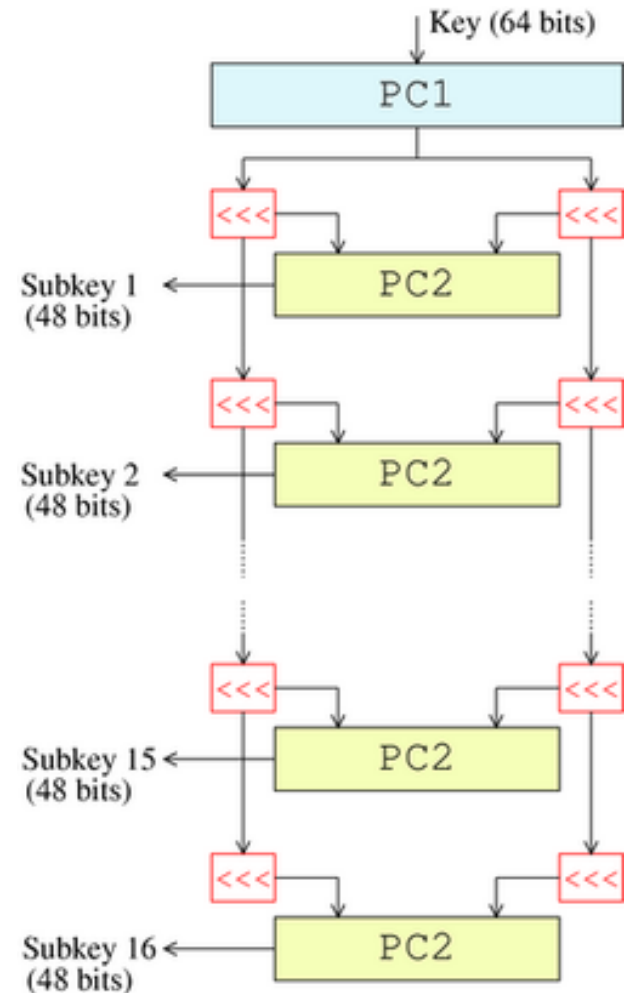 Key (64 bits)
PC1
<<< <<<
PC2
Subkey 1
(48 bits)
<<< <<<
PC2
Subkey 2
(48 bits)
<<< <<<
PC2
Subkey 15
(48 bits)
<<< <<<
PC2
Subkey 16
(48 bits)